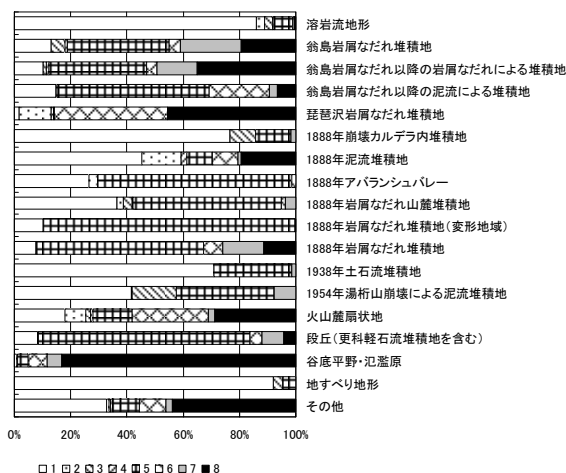 溶岩流地形
翁島岩屑なだれ堆積地
翁島岩屑なだれ以降の岩屑なだれによる堆積地
翁島岩屑なだれ以降の泥流による堆積地
琵琶沢岩屑なだれ堆積地
1888年崩壊カルデラ内堆積地
1888年泥流堆積地
1888年アバランシュバレー
1888年岩屑なだれ山麓堆積地
1888年岩屑なだれ堆積地(変形地域)
1888年岩屑なだれ堆積地
1938年土石流堆積地
1954年湯桁山崩壊による泥流堆積地
火山麓扇状地
段丘(更科軽石流堆積地を含む)
谷底平野・氾濫原
地すべり地形
その他
0% 20% 40% 60% 80% 100%
1 2 3 4 5 6 7 8